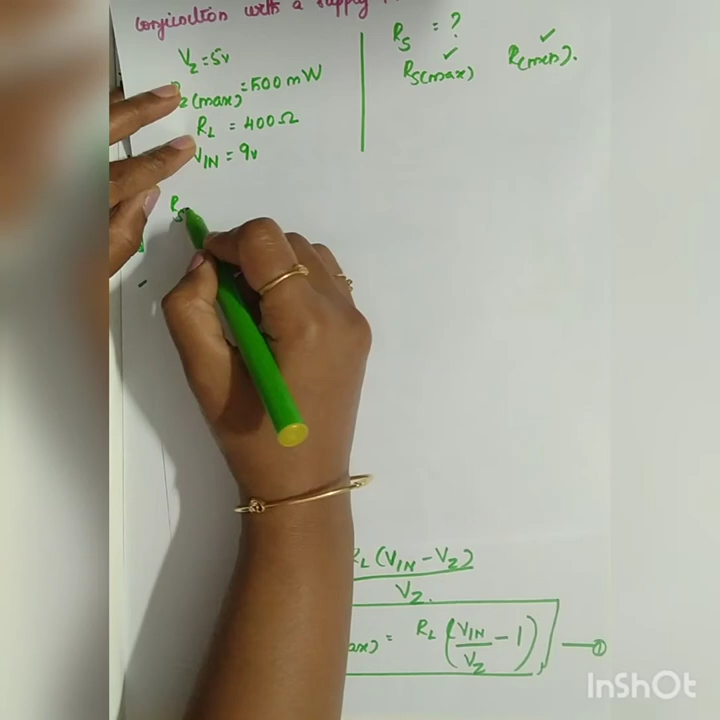 conjunction with a supply
V_Z = 5v
Z(max) = 500 mW
R_L = 400 Ω
V_IN = 9v
R_S = ?
R_S(max) ✓ R(min). ✓
R_S
R_L (V_IN - V_Z)
V_Z.
ax) = R_L (V_IN/V_Z - 1) — ①
InShOt